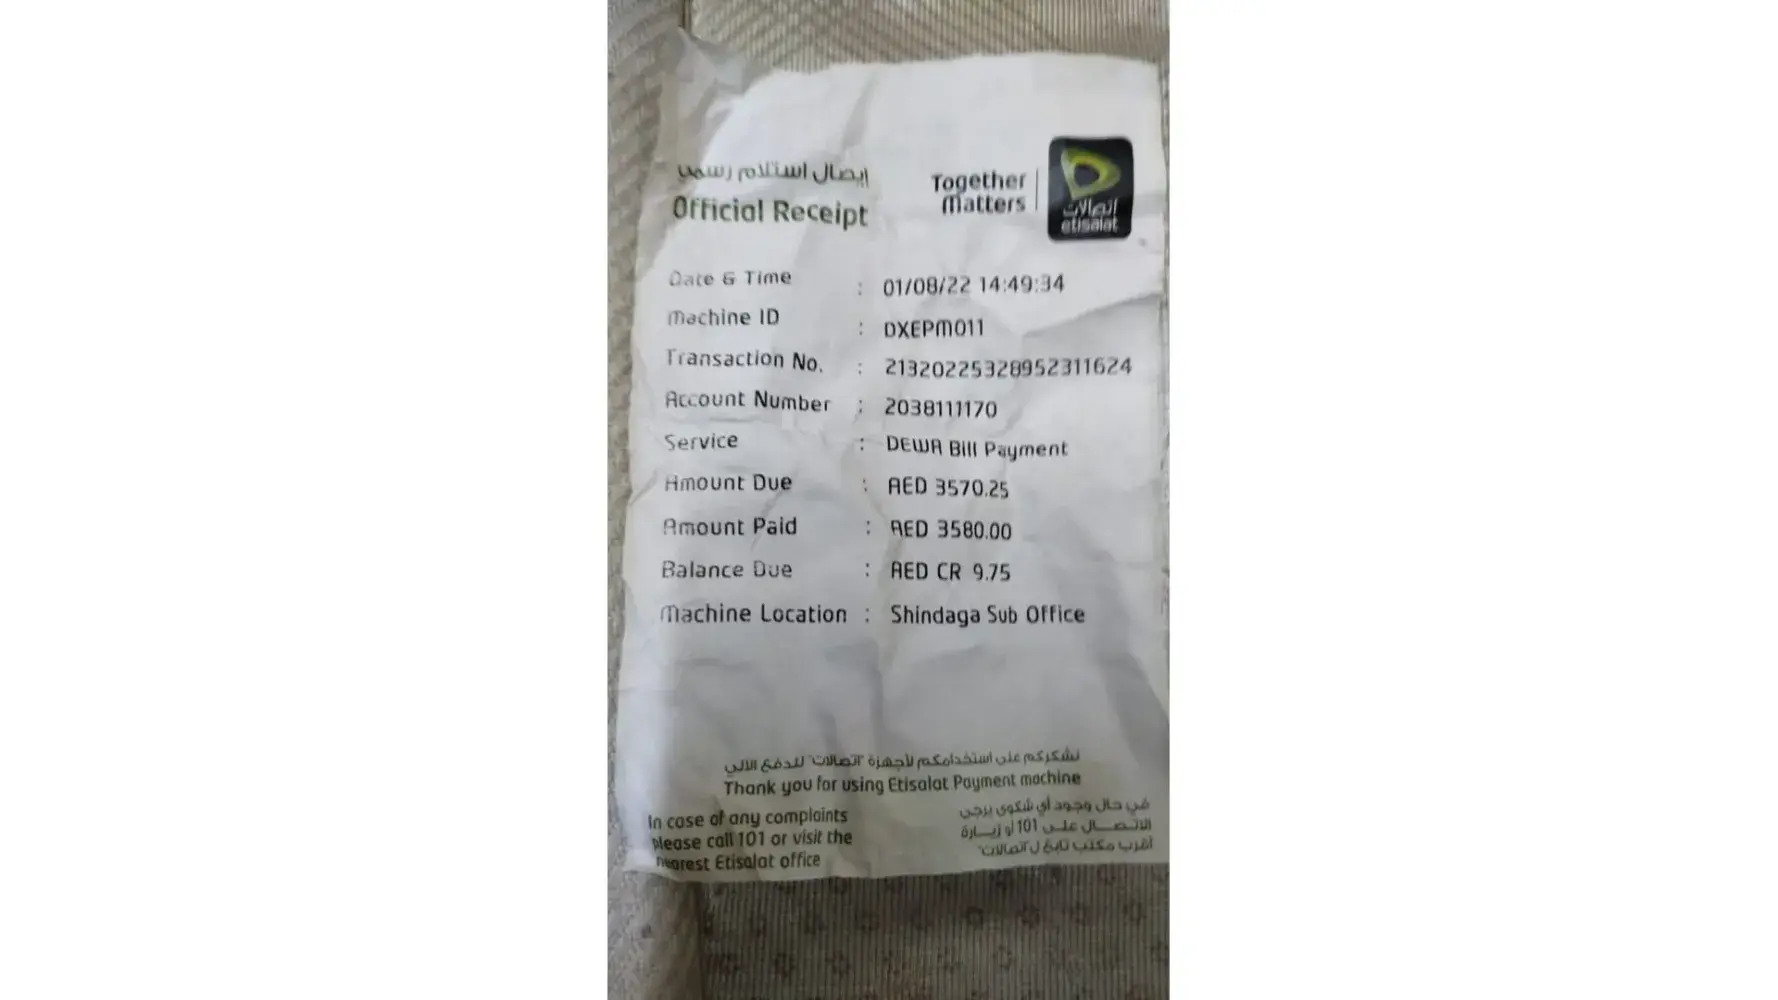 إيصال استلام رسمي
Official Receipt
Together
Matters
اتصالات
etisalat
Date & Time : 01/08/22 14:49:34
Machine ID : DXEPM011
Transaction No. : 21320225328952311624
Account Number : 2038111170
Service : DEWA Bill Payment
Amount Due : AED 3570.25
Amount Paid : AED 3580.00
Balance Due : AED CR 9.75
Machine Location : Shindaga Sub Office
نشكركم على استخدامكم لأجهزة "اتصالات" للدفع الآلي
Thank you for using Etisalat Payment machine
In case of any complaints
please call 101 or visit the
nearest Etisalat office
في حال وجود أي شكوى يرجى
الاتصال على 101 أو زيارة
أقرب مكتب تابع ل"اتصالات"